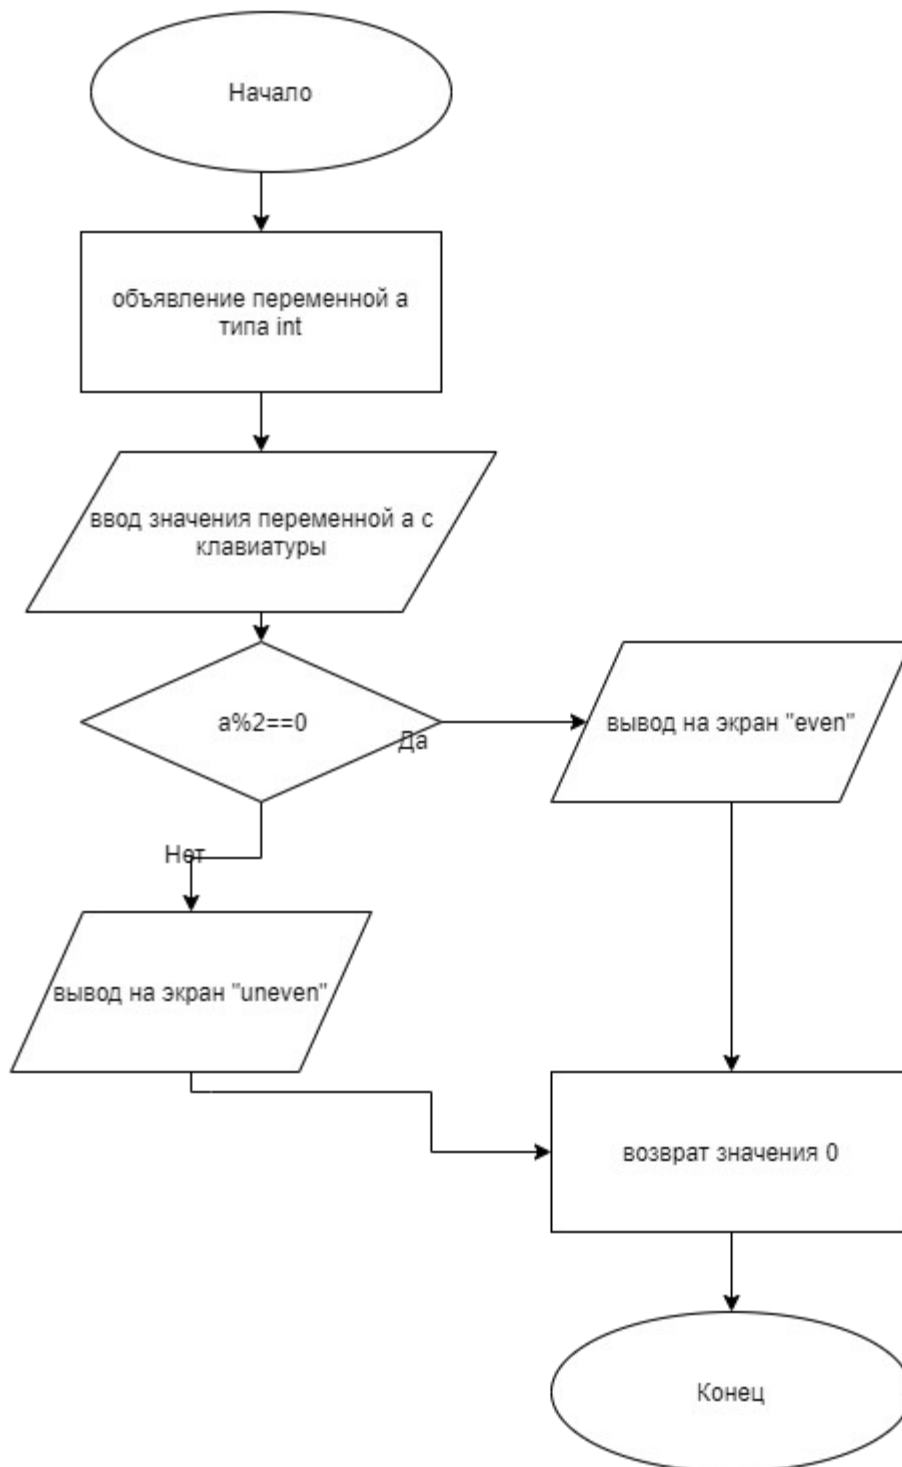 Начало
объявление переменной a
типа int
ввод значения переменной a с
клавиатуры
a%2==0
Да
вывод на экран "even"
Нет
вывод на экран "uneven"
возврат значения 0
Конец